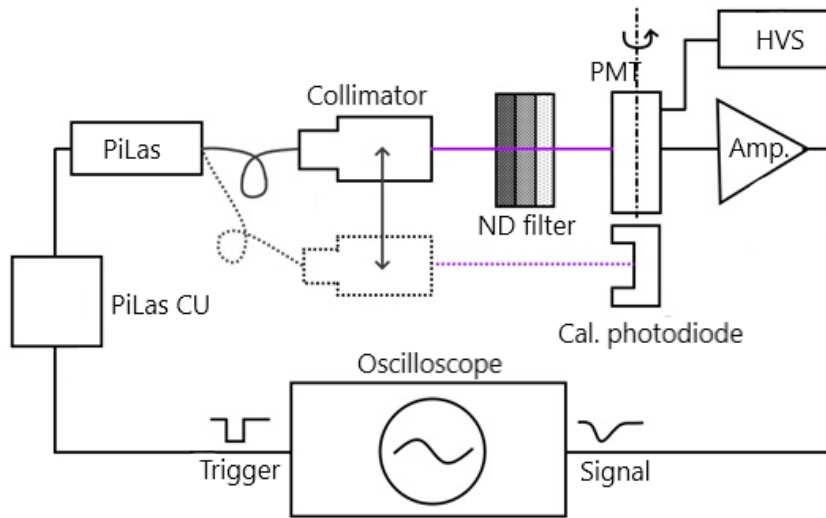 HVS
PMT
Collimator
PiLas
Amp.
ND filter
PiLas CU
Cal. photodiode
Oscilloscope
Trigger
Signal